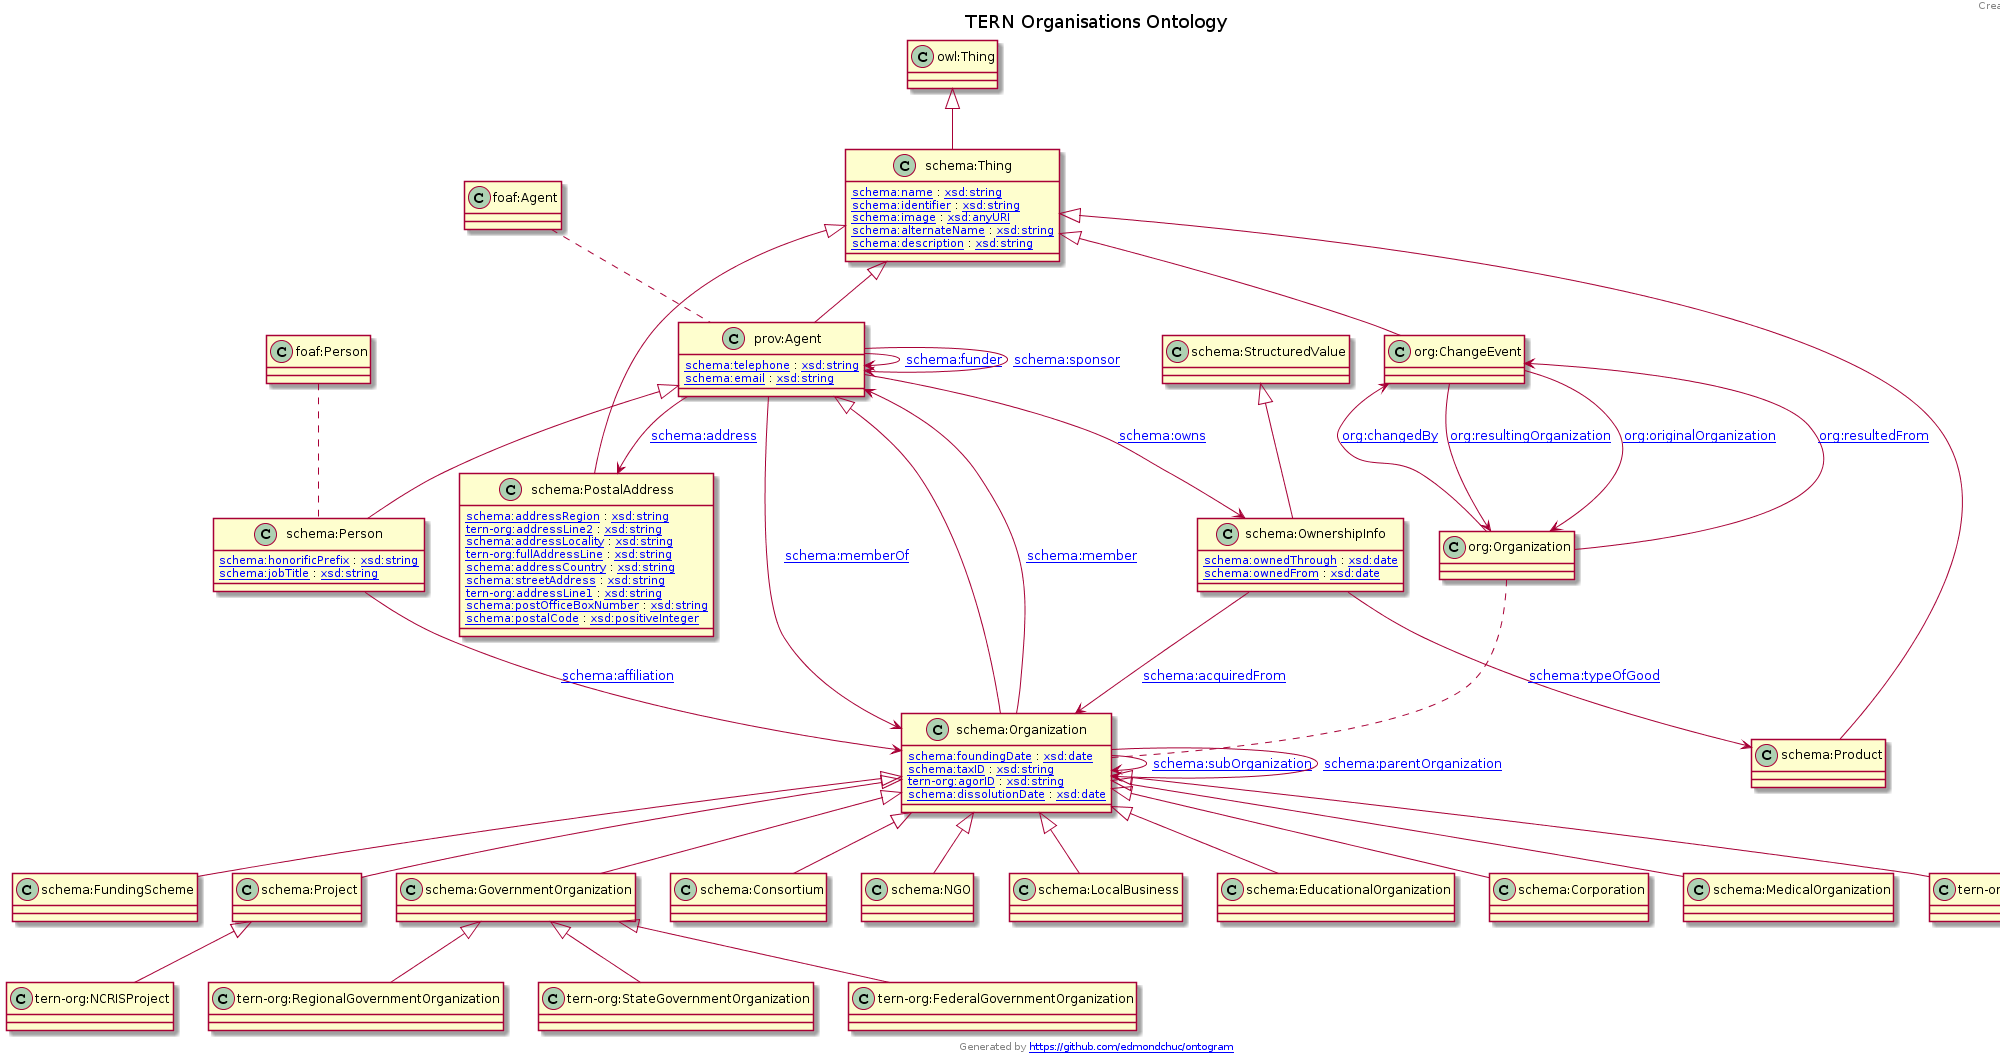 Crea
TERN Organisations Ontology
C owl:Thing
C schema:Thing
schema:name : xsd:string
schema:identifier : xsd:string
schema:image : xsd:anyURI
schema:alternateName : xsd:string
schema:description : xsd:string
C foaf:Agent
C foaf:Person
C prov:Agent
schema:telephone : xsd:string
schema:email : xsd:string
schema:funder
schema:sponsor
C schema:StructuredValue
C org:ChangeEvent
schema:address
schema:owns
org:changedBy
org:resultingOrganization
org:originalOrganization
org:resultedFrom
C schema:Person
schema:honorificPrefix : xsd:string
schema:jobTitle : xsd:string
C schema:PostalAddress
schema:addressRegion : xsd:string
tern-org:addressLine2 : xsd:string
schema:addressLocality : xsd:string
tern-org:fullAddressLine : xsd:string
schema:addressCountry : xsd:string
schema:streetAddress : xsd:string
tern-org:addressLine1 : xsd:string
schema:postOfficeBoxNumber : xsd:string
schema:postalCode : xsd:positiveInteger
schema:memberOf
schema:member
C schema:OwnershipInfo
schema:ownedThrough : xsd:date
schema:ownedFrom : xsd:date
C org:Organization
schema:affiliation
schema:acquiredFrom
schema:typeOfGood
C schema:Organization
schema:foundingDate : xsd:date
schema:taxID : xsd:string
tern-org:agorID : xsd:string
schema:dissolutionDate : xsd:date
schema:subOrganization
schema:parentOrganization
C schema:Product
C schema:FundingScheme
C schema:Project
C schema:GovernmentOrganization
C schema:Consortium
C schema:NGO
C schema:LocalBusiness
C schema:EducationalOrganization
C schema:Corporation
C schema:MedicalOrganization
C tern-or
C tern-org:NCRISProject
C tern-org:RegionalGovernmentOrganization
C tern-org:StateGovernmentOrganization
C tern-org:FederalGovernmentOrganization
Generated by https://github.com/edmondchuc/ontogram